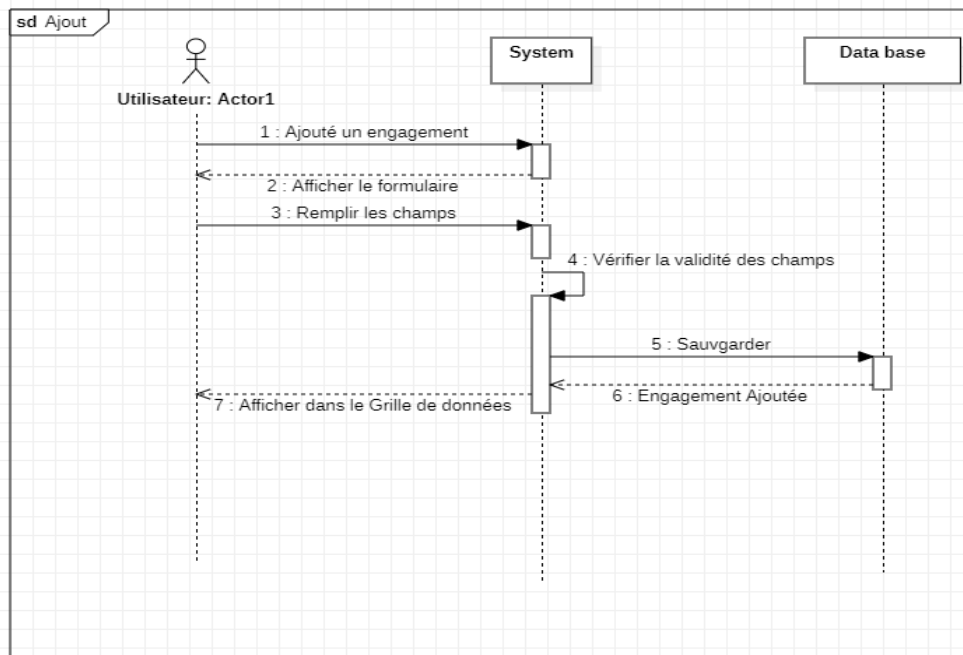 sd Ajout
System
Data base
Utilisateur: Actor1
1 : Ajouté un engagement
2 : Afficher le formulaire
3 : Remplir les champs
4 : Vérifier la validité des champs
5 : Sauvgarder
6 : Engagement Ajoutée
7 : Afficher dans le Grille de données